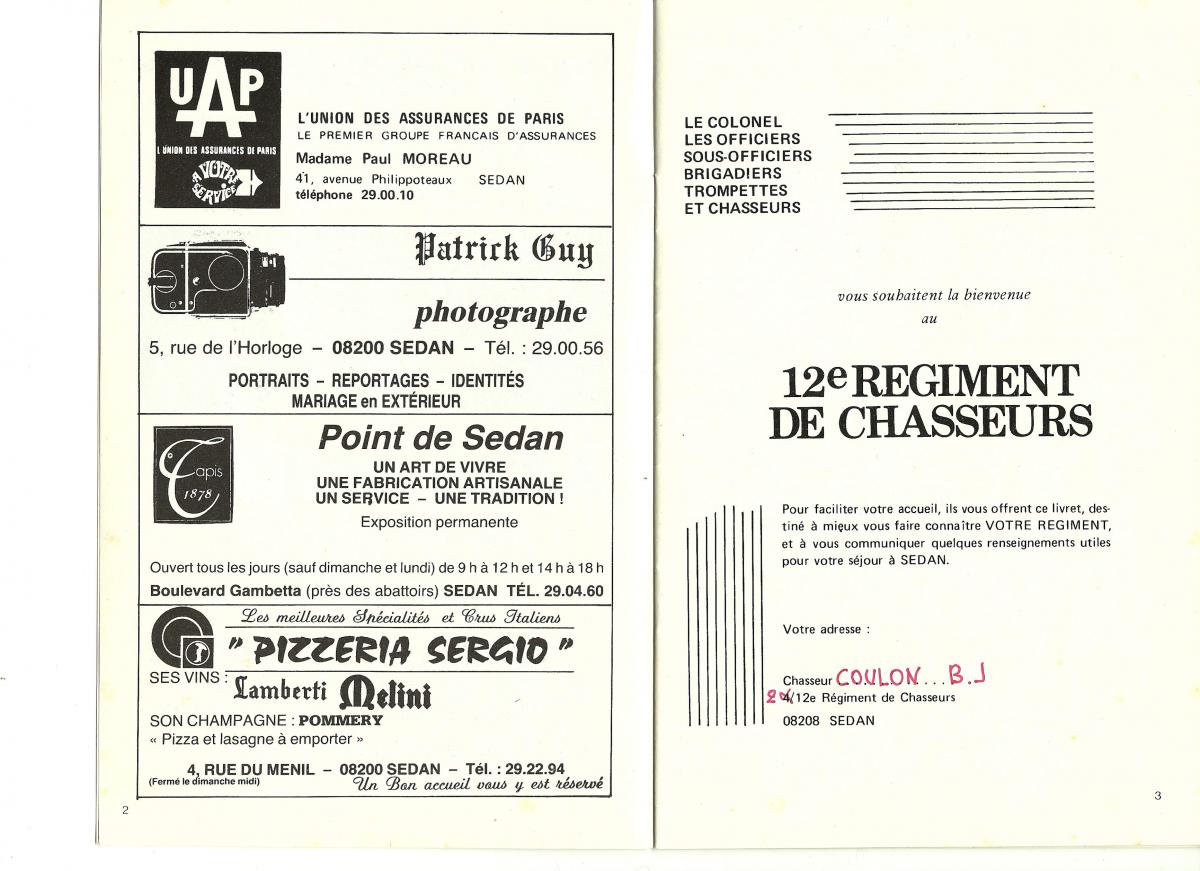 UAP
L'UNION DES ASSURANCES DE PARIS
A VOTRE SERVICE
L'UNION DES ASSURANCES DE PARIS
LE PREMIER GROUPE FRANCAIS D'ASSURANCES
Madame Paul MOREAU
41, avenue Philippoteaux SEDAN
téléphone 29.00.10
Patrick Guy
photographe
5, rue de l'Horloge – 08200 SEDAN – Tél. : 29.00.56
PORTRAITS – REPORTAGES – IDENTITÉS
MARIAGE en EXTÉRIEUR
Tapis
1878
Point de Sedan
UN ART DE VIVRE
UNE FABRICATION ARTISANALE
UN SERVICE – UNE TRADITION !
Exposition permanente
Ouvert tous les jours (sauf dimanche et lundi) de 9 h à 12 h et 14 h à 18 h
Boulevard Gambetta (près des abattoirs) SEDAN TÉL. 29.04.60
Les meilleures Spécialités et Crus Italiens
" PIZZERIA SERGIO "
SES VINS : Lamberti Melini
SON CHAMPAGNE : POMMERY
« Pizza et lasagne à emporter »
4, RUE DU MENIL – 08200 SEDAN – Tél. : 29.22.94
(Fermé le dimanche midi) Un Bon accueil vous y est réservé
2
LE COLONEL
LES OFFICIERS
SOUS-OFFICIERS
BRIGADIERS
TROMPETTES
ET CHASSEURS
vous souhaitent la bienvenue
au
12e REGIMENT
DE CHASSEURS
Pour faciliter votre accueil, ils vous offrent ce livret, des-
tiné à mieux vous faire connaître VOTRE REGIMENT,
et à vous communiquer quelques renseignements utiles
pour votre séjour à SEDAN.
Votre adresse :
Chasseur COULON... B.J
4/12e Régiment de Chasseurs
08208 SEDAN
3